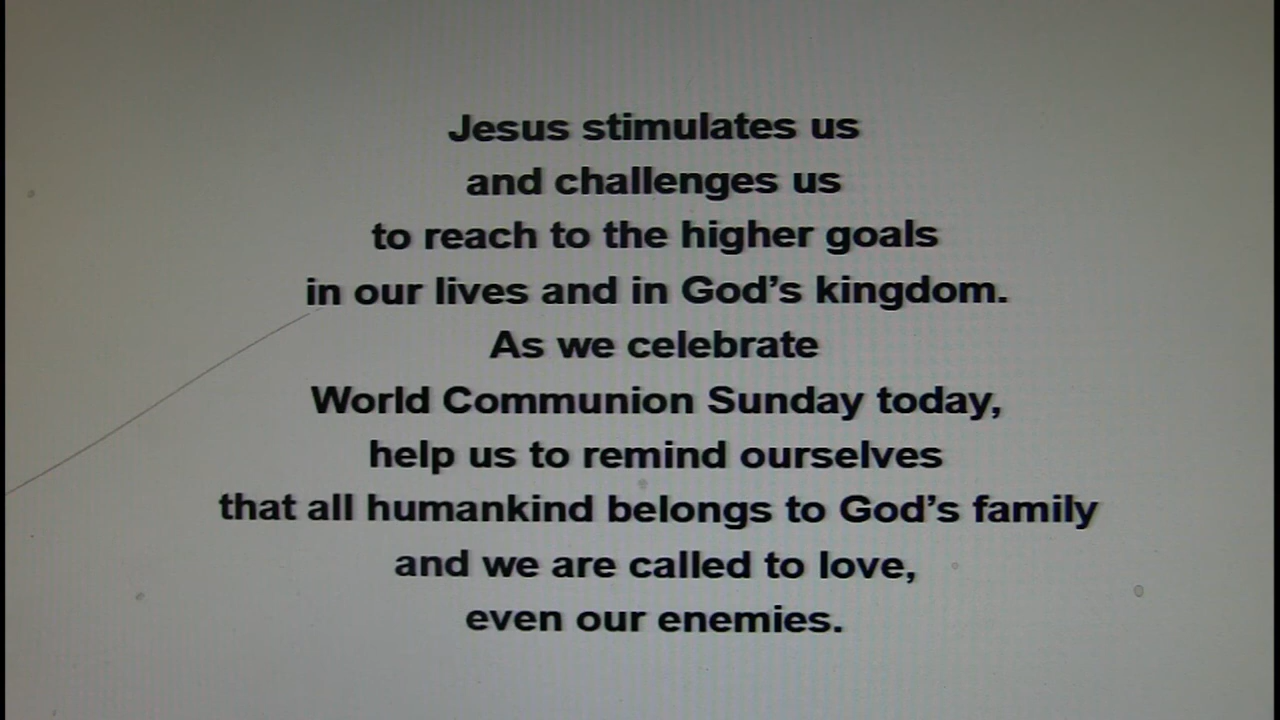 Jesus stimulates us
and challenges us
to reach to the higher goals
in our lives and in God’s kingdom.
As we celebrate
World Communion Sunday today,
help us to remind ourselves
that all humankind belongs to God’s family
and we are called to love,
even our enemies.